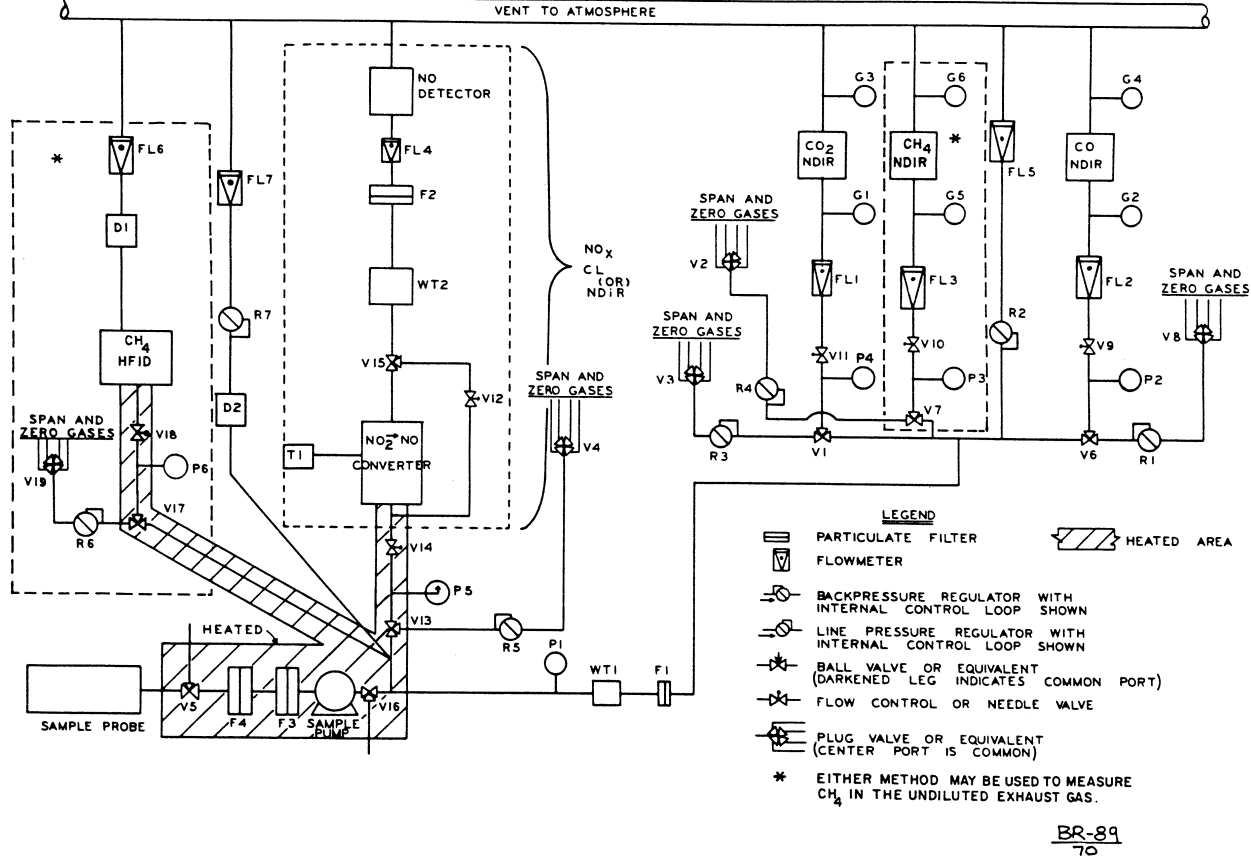 VENT TO ATMOSPHERE
NO
DETECTOR
FL4
F2
WT2
V15
V12
NO2→NO
CONVERTER
T1
V14
P5
V13
R5
NOX
CL
(OR)
NDiR
*
FL6
D1
CH4
HFID
SPAN AND
ZERO GASES
V19
V18
P6
V17
R6
FL7
R7
D2
SPAN AND
ZERO GASES
V4
HEATED
SAMPLE PROBE
V5
F4
F3
SAMPLE
PUMP
V16
P1
WT1
F1
G3
CO2
NDIR
G1
FL1
V11
P4
V1
G6
CH4
NDIR
*
G5
FL3
V10
P3
V7
FL5
R2
G4
CO
NDIR
G2
FL2
V9
P2
V6
R1
SPAN AND
ZERO GASES
V8
SPAN AND
ZERO GASES
V2
R4
SPAN AND
ZERO GASES
V3
R3
LEGEND
PARTICULATE FILTER
HEATED AREA
FLOWMETER
BACKPRESSURE REGULATOR WITH
INTERNAL CONTROL LOOP SHOWN
LINE PRESSURE REGULATOR WITH
INTERNAL CONTROL LOOP SHOWN
BALL VALVE OR EQUIVALENT
(DARKENED LEG INDICATES COMMON PORT)
FLOW CONTROL OR NEEDLE VALVE
PLUG VALVE OR EQUIVALENT
(CENTER PORT IS COMMON)
* EITHER METHOD MAY BE USED TO MEASURE
CH4 IN THE UNDILUTED EXHAUST GAS.
BR-89
70